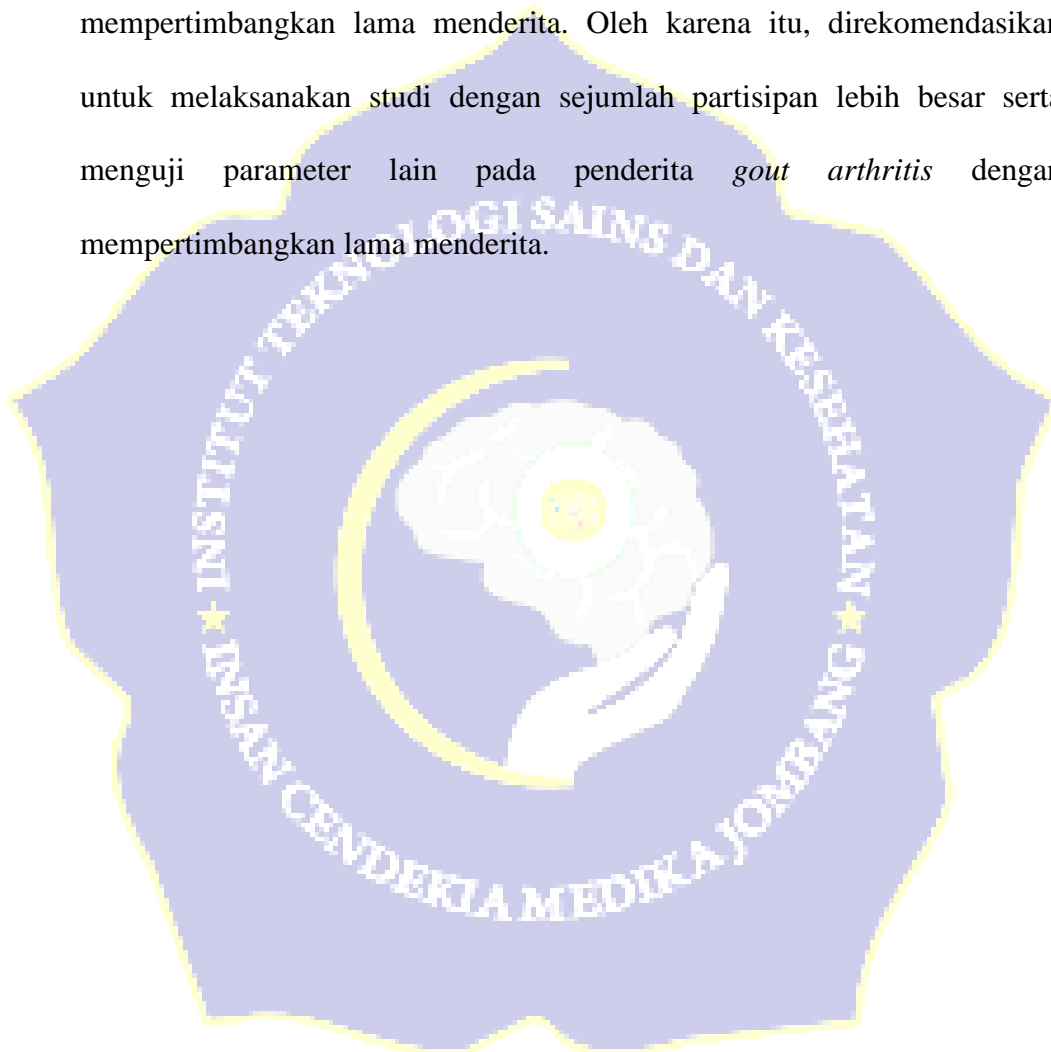 mempertimbangkan lama menderita. Oleh karena itu, direkomendasikan
untuk melaksanakan studi dengan sejumlah partisipan lebih besar serta
menguji parameter lain pada penderita gout arthritis dengan
mempertimbangkan lama menderita.
INSTITUT TEKNOLOGI SAINS DAN KESEHATAN
INSAN CENDEKIA MEDIKA JOMBANG